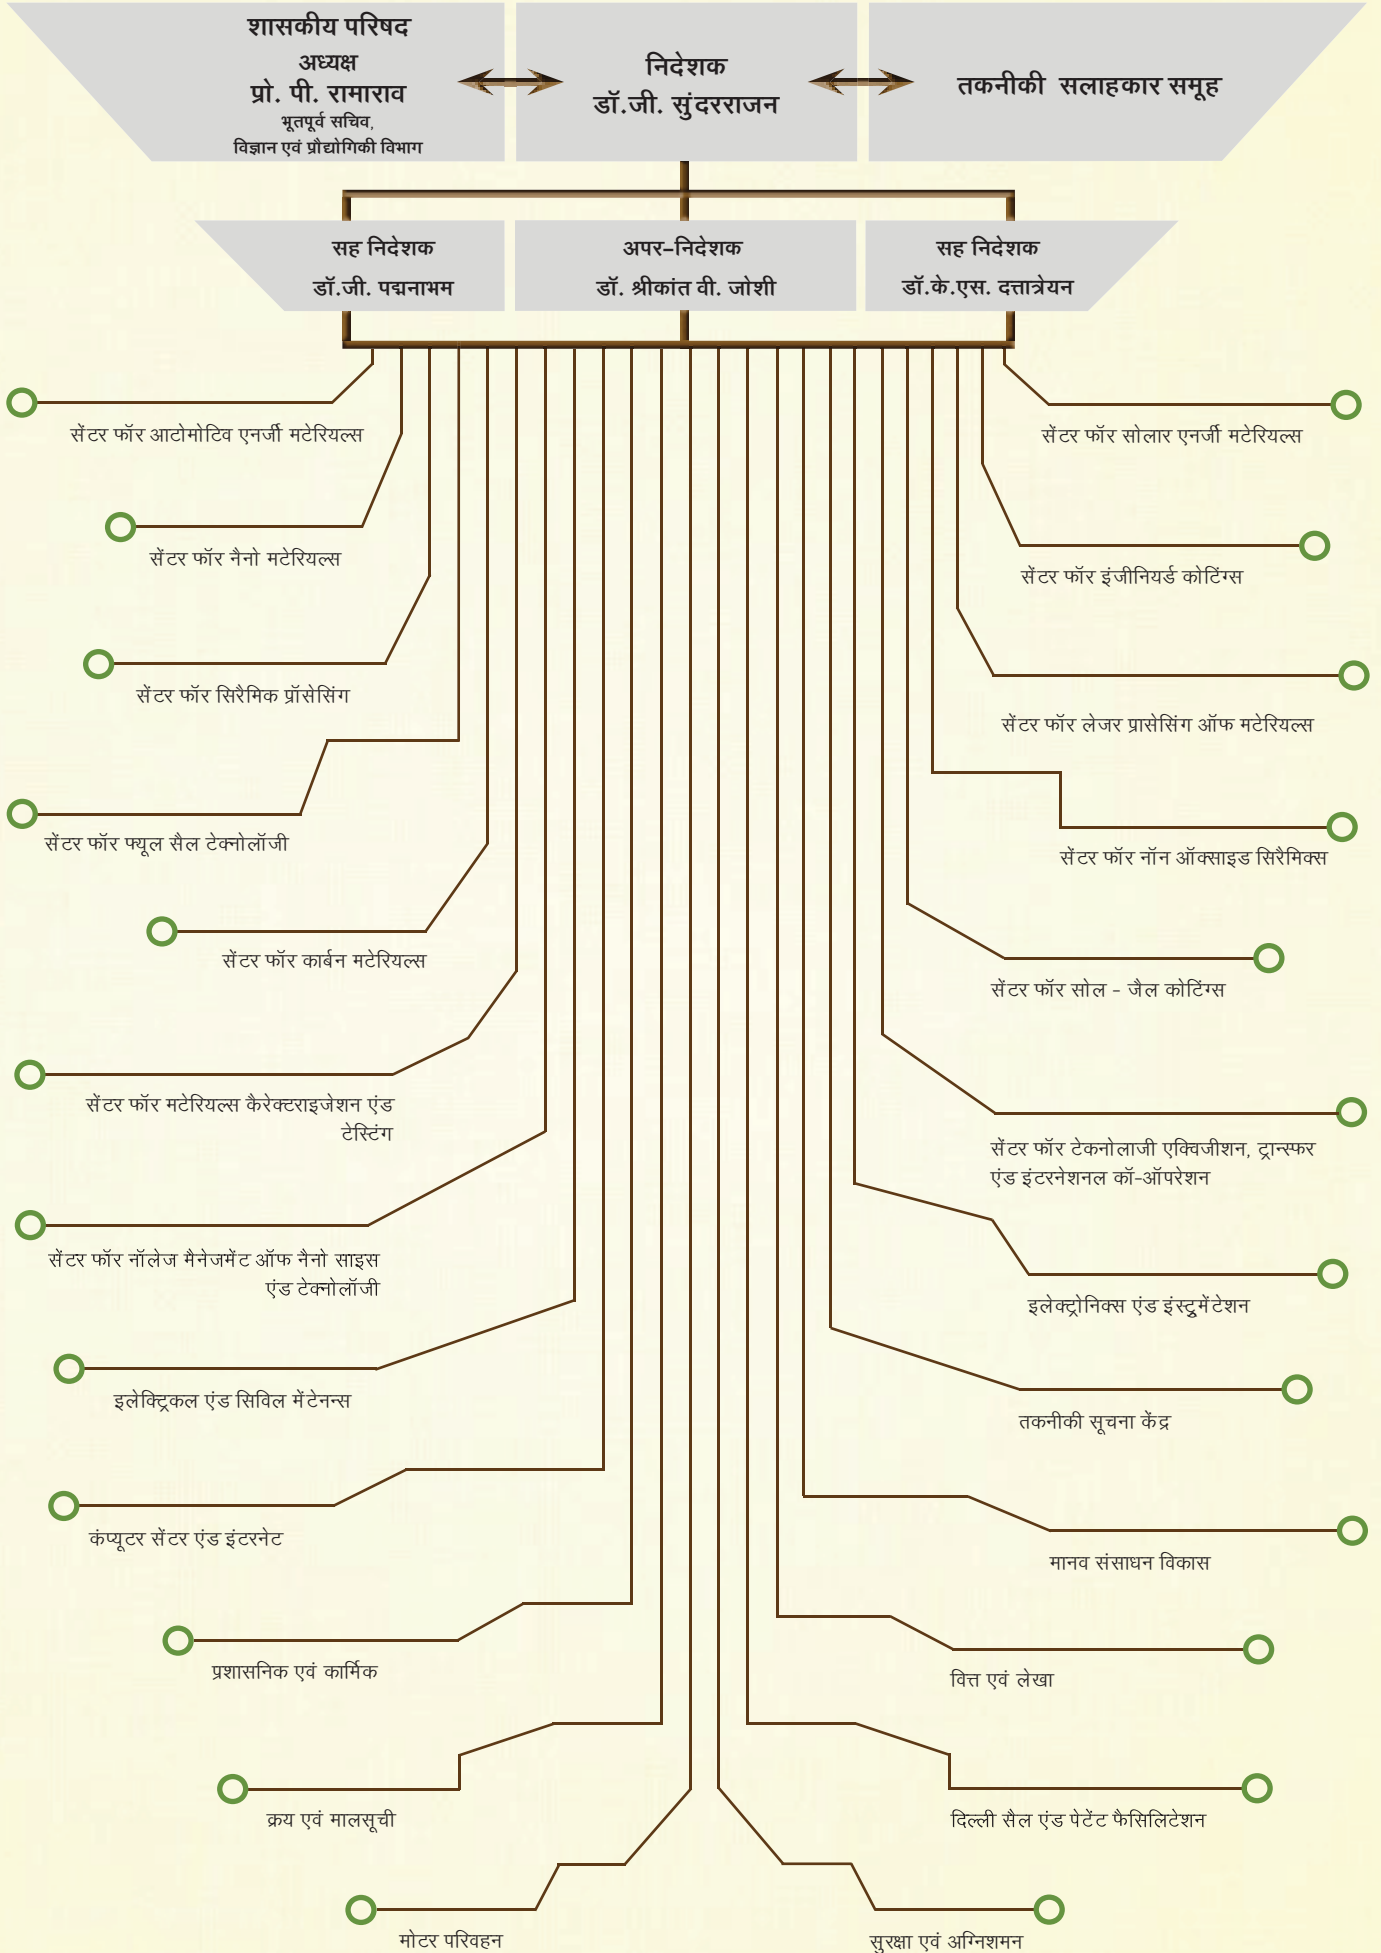 शासकीय परिषद
अध्यक्ष
प्रो. पी. रामाराव
भूतपूर्व सचिव,
विज्ञान एवं प्रौद्योगिकी विभाग
निदेशक
डॉ.जी. सुंदरराजन
तकनीकी सलाहकार समूह
सह निदेशक
डॉ.जी. पद्मनाभम
अपर-निदेशक
डॉ. श्रीकांत वी. जोशी
सह निदेशक
डॉ.के.एस. दत्तात्रेयन
सेंटर फॉर आटोमोटिव एनर्जी मटेरियल्स
सेंटर फॉर नैनो मटेरियल्स
सेंटर फॉर सिरैमिक प्रॉसेसिंग
सेंटर फॉर फ्यूल सैल टेक्नोलॉजी
सेंटर फॉर कार्बन मटेरियल्स
सेंटर फॉर मटेरियल्स कैरेक्टराइजेशन एंड
टेस्टिंग
सेंटर फॉर नॉलेज मैनेजमेंट ऑफ नैनो साइस
एंड टेक्नोलॉजी
इलेक्ट्रिकल एंड सिविल मेंटेनन्स
कंप्यूटर सेंटर एंड इंटरनेट
प्रशासनिक एवं कार्मिक
क्रय एवं मालसूची
मोटर परिवहन
सेंटर फॉर सोलार एनर्जी मटेरियल्स
सेंटर फॉर इंजीनियर्ड कोटिंग्स
सेंटर फॉर लेजर प्रासेसिंग ऑफ मटेरियल्स
सेंटर फॉर नॉन ऑक्साइड सिरैमिक्स
सेंटर फॉर सोल - जैल कोटिंग्स
सेंटर फॉर टेकनोलाजी एक्विजीशन, ट्रान्स्फर
एंड इंटरनेशनल कॉ-ऑपरेशन
इलेक्ट्रोनिक्स एंड इंस्ट्रुमेंटेशन
तकनीकी सूचना केंद्र
मानव संसाधन विकास
वित्त एवं लेखा
दिल्ली सैल एंड पेटेंट फैसिलिटेशन
सुरक्षा एवं अग्निशमन